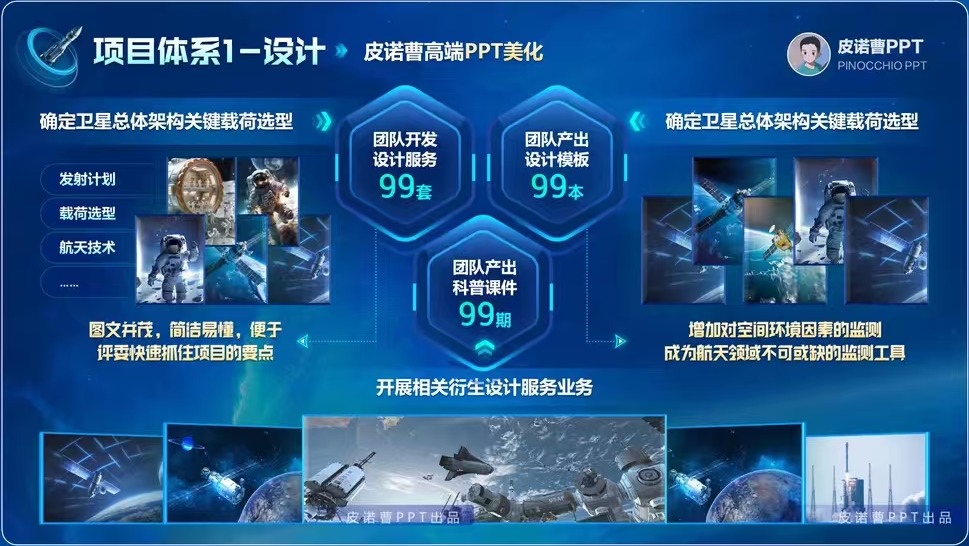 项目体系1-设计
皮诺曹高端PPT美化
皮诺曹PPT
PINOCCHIO PPT
确定卫星总体架构关键载荷选型
发射计划
载荷选型
航天技术
......
图文并茂，简洁易懂，便于
评委快速抓住项目的要点
团队开发
设计服务
99套
团队产出
设计模板
99本
团队产出
科普课件
99期
确定卫星总体架构关键载荷选型
增加对空间环境因素的监测
成为航天领域不可或缺的监测工具
开展相关衍生设计服务业务
皮诺曹PPT出品
皮诺曹PPT出品